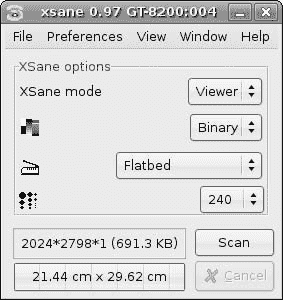 xsane 0.97 GT-8200:004
File Preferences View Window Help
XSane options
XSane mode Viewer
Binary
Flatbed
240
2024*2798*1 (691.3 KB) Scan
21.44 cm x 29.62 cm Cancel